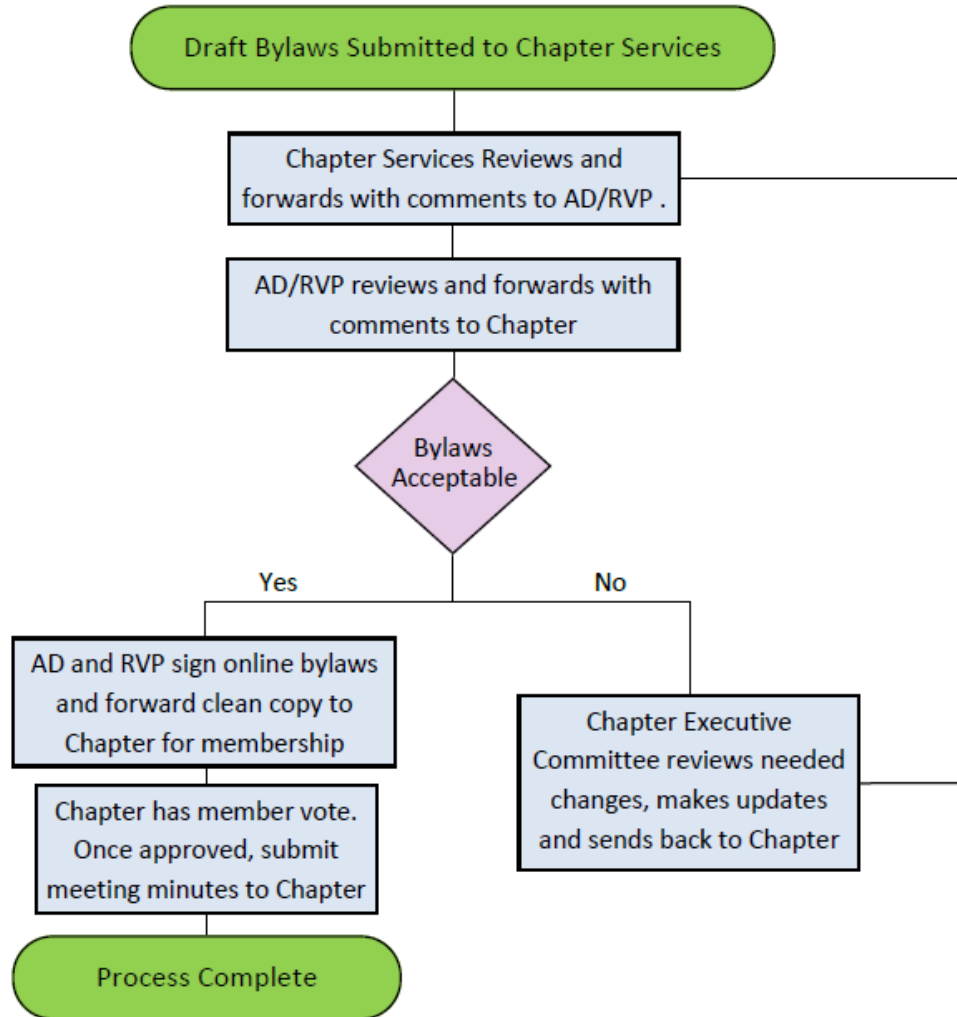 Draft Bylaws Submitted to Chapter Services
Chapter Services Reviews and
forwards with comments to AD/RVP .
AD/RVP reviews and forwards with
comments to Chapter
Bylaws
Acceptable
Yes
No
AD and RVP sign online bylaws
and forward clean copy to
Chapter for membership
Chapter Executive
Committee reviews needed
changes, makes updates
and sends back to Chapter
Chapter has member vote.
Once approved, submit
meeting minutes to Chapter
Process Complete